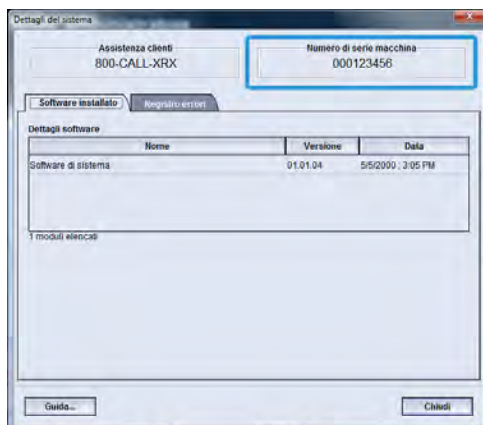 Dettagli del sistema
Assistenza clienti
800-CALL-XRX
Numero di serie macchina
000123456
Software installato
Registro errori
Dettagli software
Nome Versione Data
Software di sistema 01.01.04 5/5/2000 ; 3:05 PM
1 moduli elencati
Guida... Chiudi